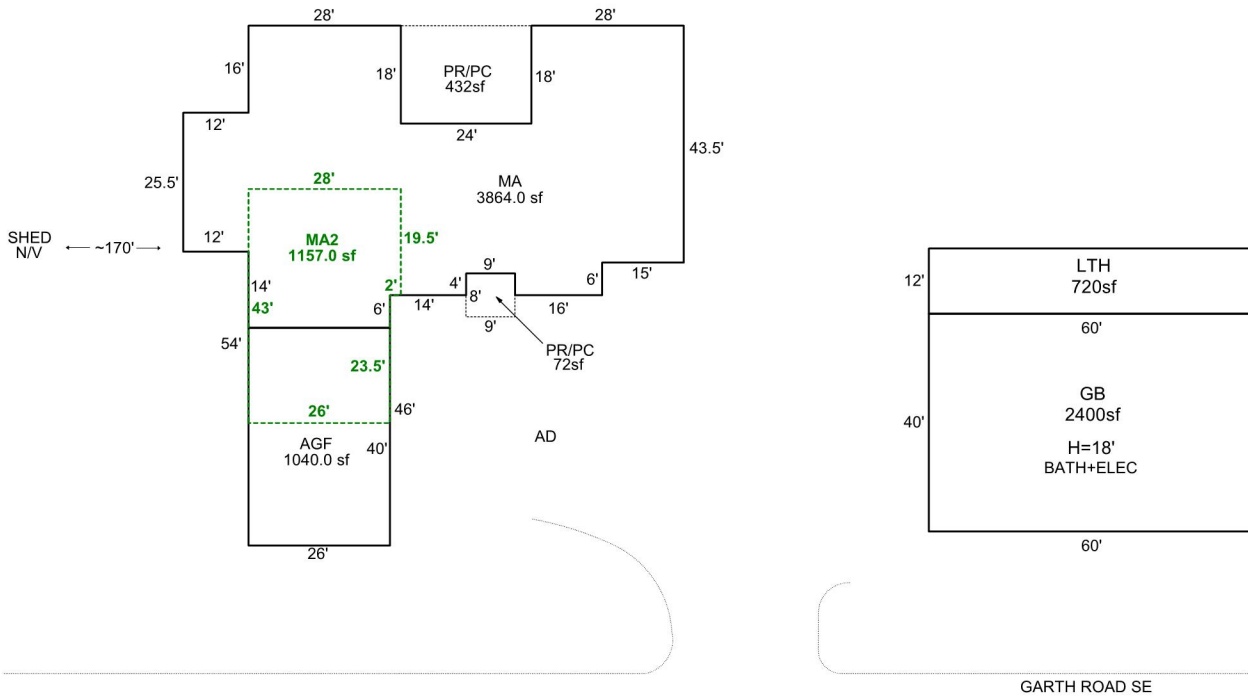 28'
28'
16'
18'
PR/PC
432sf
18'
12'
24'
43.5'
25.5'
28'
MA
3864.0 sf
SHED
N/V
~170'
12'
MA2
1157.0 sf
19.5'
9'
6'
15'
14'
43'
2'
6'
14'
4'
8'
9'
16'
PR/PC
72sf
54'
23.5'
26'
46'
AGF
1040.0 sf
40'
AD
26'
12'
LTH
720sf
60'
40'
GB
2400sf
H=18'
BATH+ELEC
60'
GARTH ROAD SE